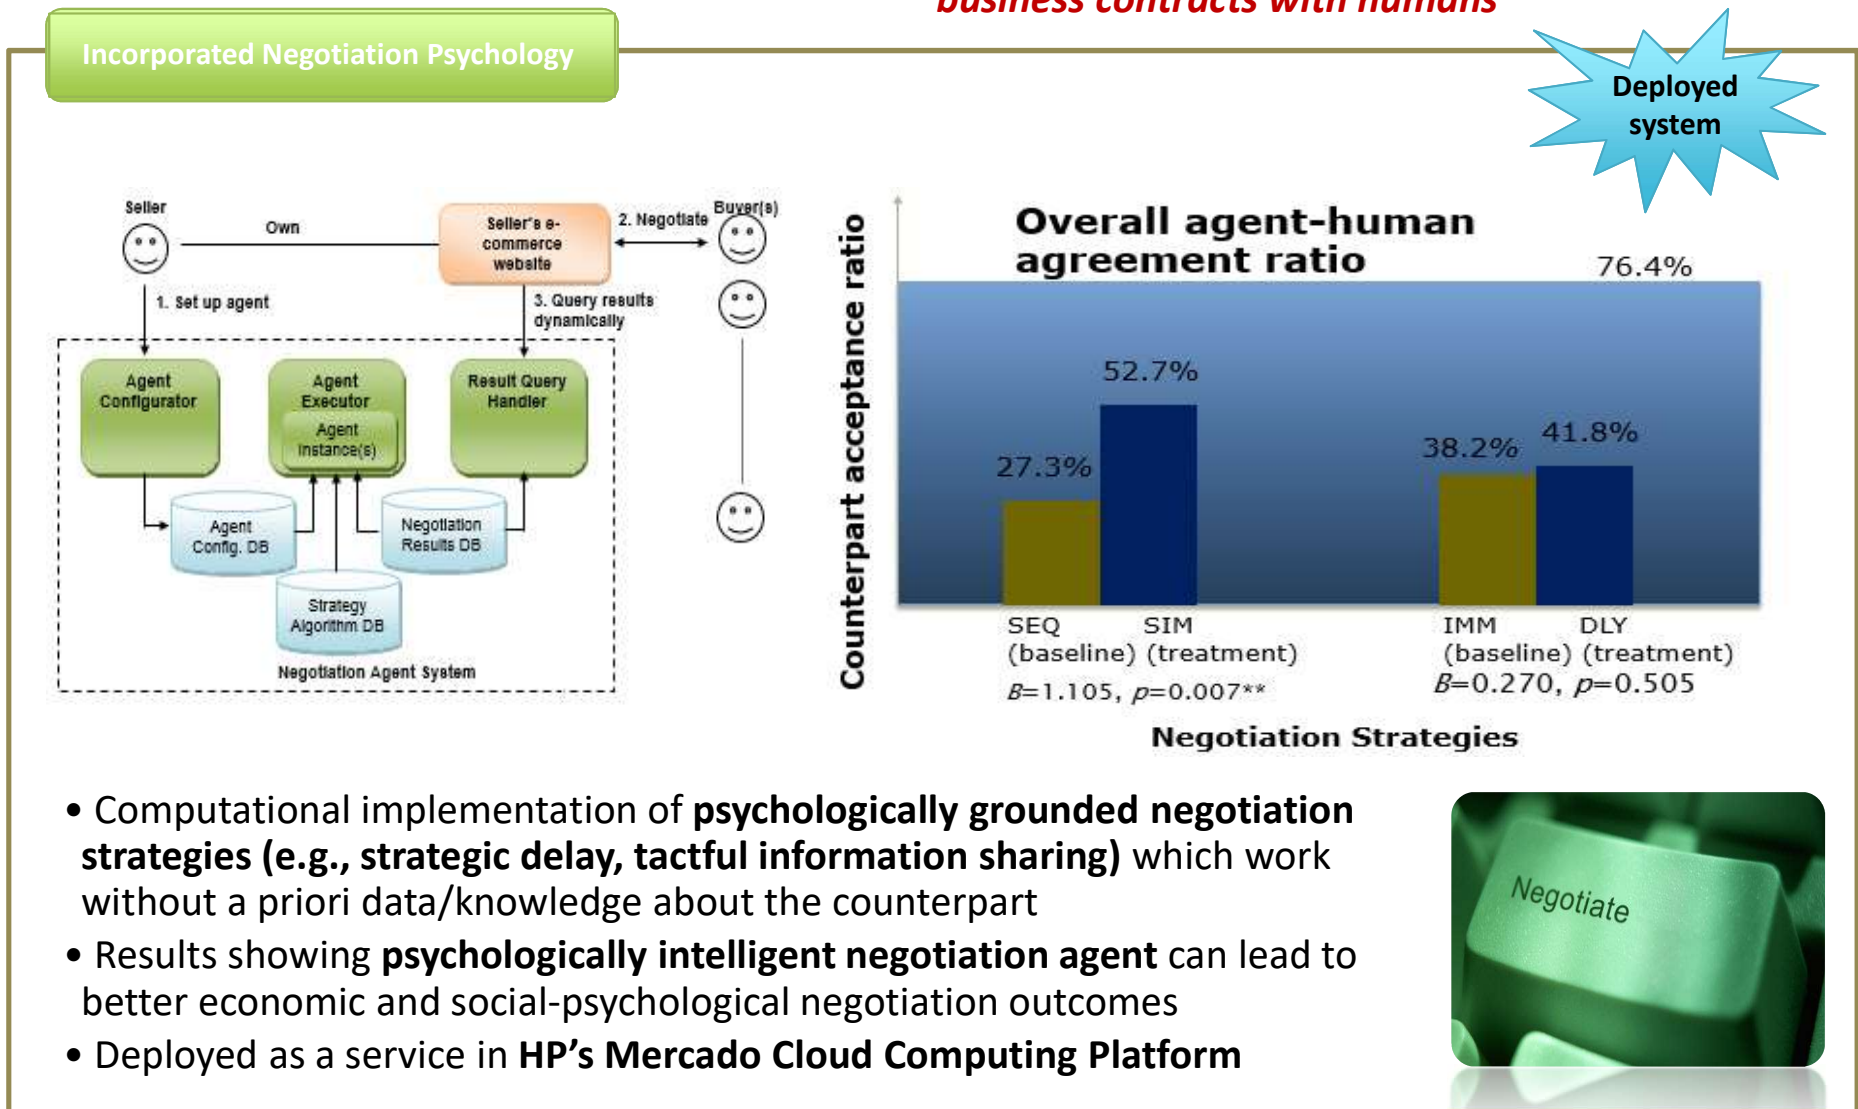 business contracts with humans
Incorporated Negotiation Psychology
Deployed
system
Seller
Own
Seller's e-
commerce
website
2. Negotiate
Buyer(s)
1. Set up agent
3. Query results
dynamically
Agent
Configurator
Agent
Executor
Agent
Instance(s)
Result Query
Handler
Agent
Config. DB
Negotiation
Results DB
Strategy
Algorithm DB
Negotiation Agent System
Counterpart acceptance ratio
Overall agent-human
agreement ratio
76.4%
52.7%
27.3%
38.2%
41.8%
SEQ SIM
(baseline) (treatment)
B=1.105, p=0.007**
IMM DLY
(baseline) (treatment)
B=0.270, p=0.505
Negotiation Strategies
• Computational implementation of psychologically grounded negotiation
strategies (e.g., strategic delay, tactful information sharing) which work
without a priori data/knowledge about the counterpart
• Results showing psychologically intelligent negotiation agent can lead to
better economic and social-psychological negotiation outcomes
• Deployed as a service in HP's Mercado Cloud Computing Platform
Negotiate